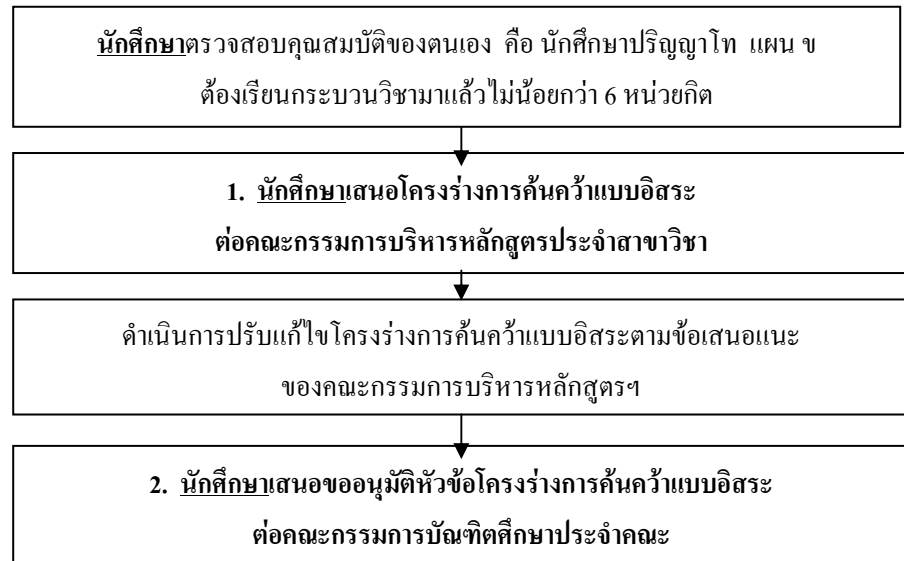 นักศึกษาตรวจสอบคุณสมบัติของตนเอง คือ นักศึกษาปริญญาโท แผน ข
ต้องเรียนกระบวนวิชามาแล้วไม่น้อยกว่า 6 หน่วยกิต
1. นักศึกษาเสนอโครงร่างการค้นคว้าแบบอิสระ
ต่อคณะกรรมการบริหารหลักสูตรประจำสาขาวิชา
ดำเนินการปรับแก้ไขโครงร่างการค้นคว้าแบบอิสระตามข้อเสนอแนะ
ของคณะกรรมการบริหารหลักสูตรฯ
2. นักศึกษาเสนอขออนุมัติหัวข้อโครงร่างการค้นคว้าแบบอิสระ
ต่อคณะกรรมการบัณฑิตศึกษาประจำคณะ